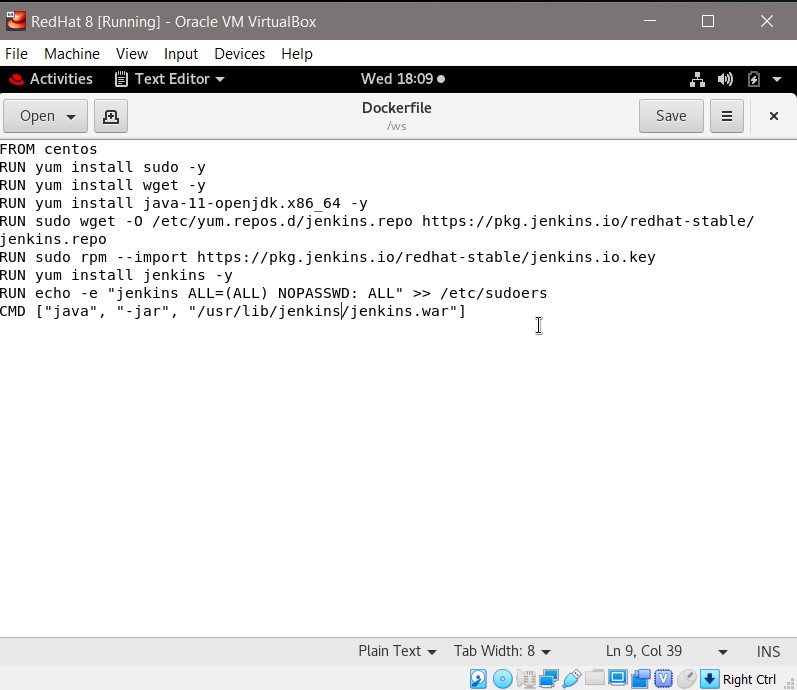 RedHat 8 [Running] - Oracle VM VirtualBox
File Machine View Input Devices Help
Activities Text Editor Wed 18:09
Open Dockerfile Save
/ws
FROM centos
RUN yum install sudo -y
RUN yum install wget -y
RUN yum install java-11-openjdk.x86_64 -y
RUN sudo wget -O /etc/yum.repos.d/jenkins.repo https://pkg.jenkins.io/redhat-stable/
jenkins.repo
RUN sudo rpm --import https://pkg.jenkins.io/redhat-stable/jenkins.io.key
RUN yum install jenkins -y
RUN echo -e "jenkins ALL=(ALL) NOPASSWD: ALL" >> /etc/sudoers
CMD ["java", "-jar", "/usr/lib/jenkins/jenkins.war"]
Plain Text Tab Width: 8 Ln 9, Col 39 INS
Right Ctrl